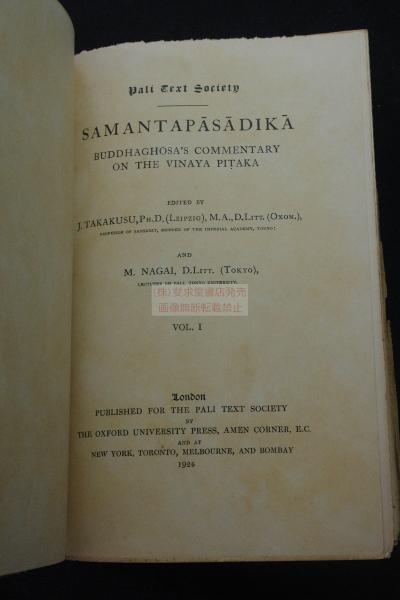 Pali Text Society
SAMANTAPĀSĀDIKĀ
BUDDHAGHOSA'S COMMENTARY
ON THE VINAYA PIṬAKA
EDITED BY
J. TAKAKUSU, PH.D. (LEIPZIG), M.A., D.LITT. (OXON.),
PROFESSOR OF SANSKRIT, MEMBER OF THE IMPERIAL ACADEMY, TOKYO;
AND
M. NAGAI, D.LITT. (TOKYO),
LECTURER ON PALI, TOKYO UNIVERSITY.
(株)斐求堂書店発売
画像無断転載禁止
VOL. I
London
PUBLISHED FOR THE PALI TEXT SOCIETY
BY
THE OXFORD UNIVERSITY PRESS, AMEN CORNER, E.C.
AND AT
NEW YORK, TORONTO, MELBOURNE, AND BOMBAY
1924